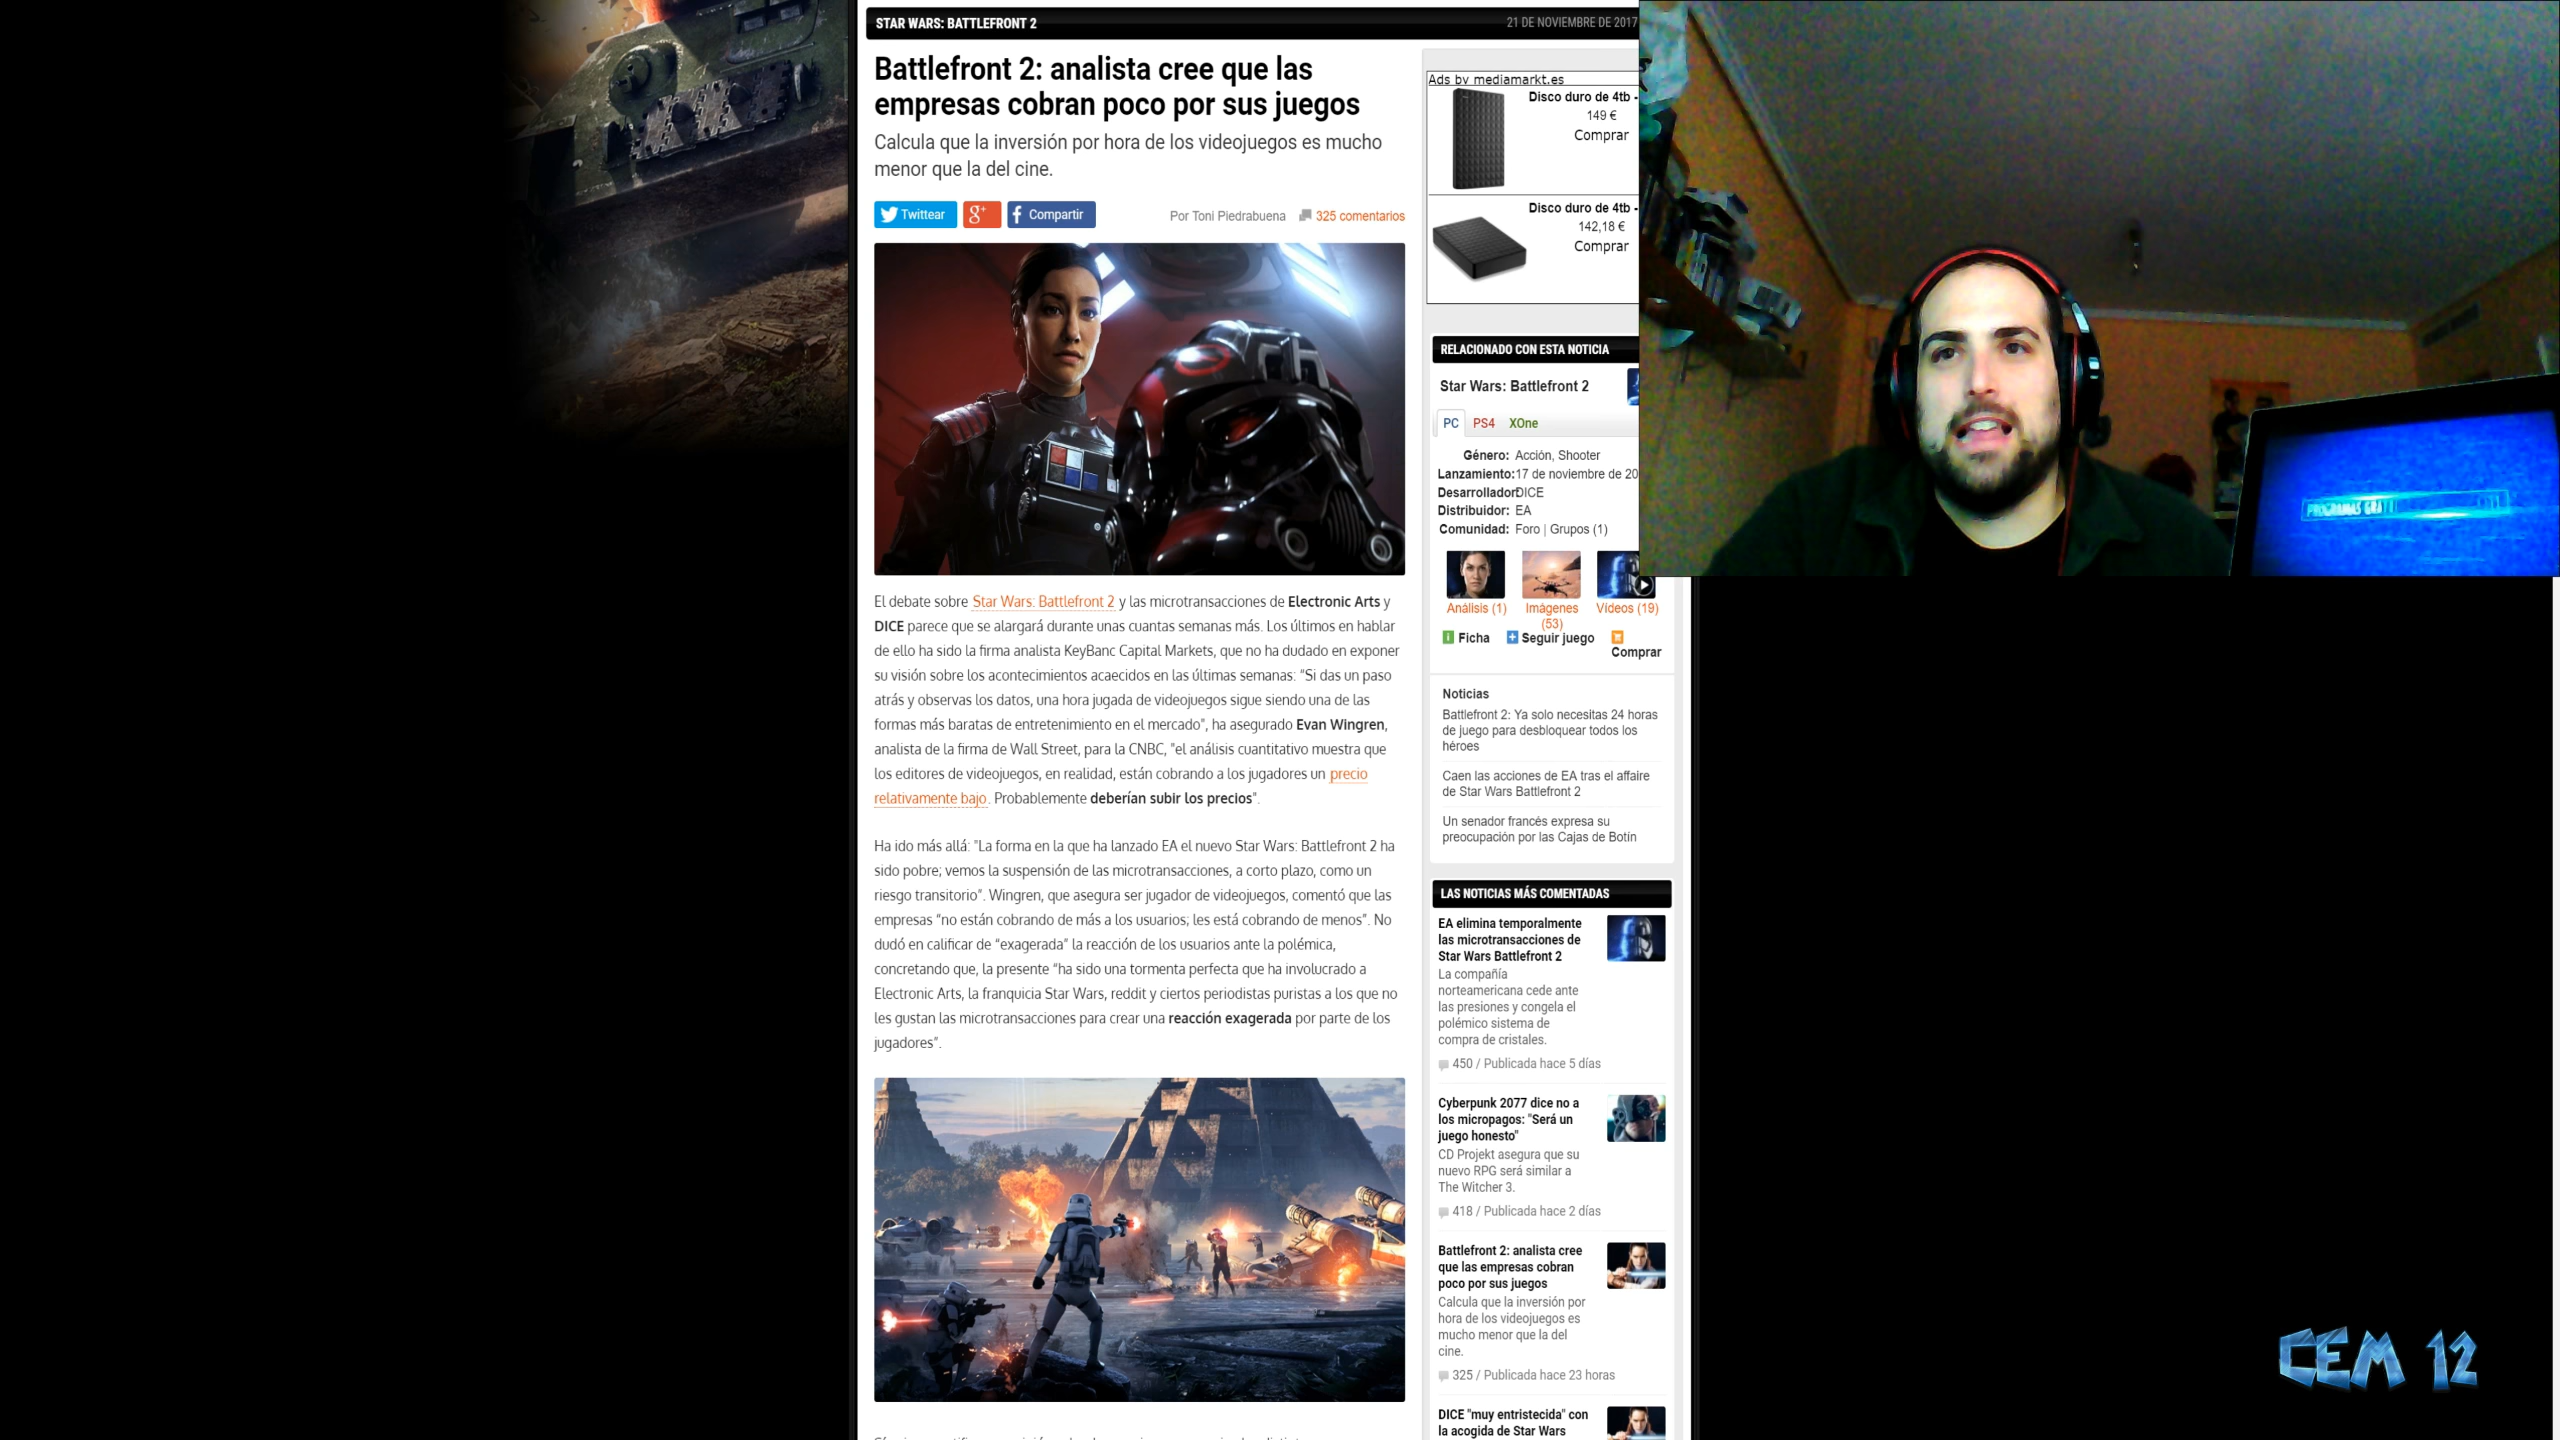 STAR WARS: BATTLEFRONT 2
21 DE NOVIEMBRE DE 2017
Battlefront 2: analista cree que las
empresas cobran poco por sus juegos
Calcula que la inversión por hora de los videojuegos es mucho
menor que la del cine.
Twittear
g+
Compartir
Por Toni Piedrabuena
325 comentarios
El debate sobre Star Wars: Battlefront 2 y las microtransacciones de Electronic Arts y
DICE parece que se alargará durante unas cuantas semanas más. Los últimos en hablar
de ello ha sido la firma analista KeyBanc Capital Markets, que no ha dudado en exponer
su visión sobre los acontecimientos acaecidos en las últimas semanas: “Si das un paso
atrás y observas los datos, una hora jugada de videojuegos sigue siendo una de las
formas más baratas de entretenimiento en el mercado", ha asegurado Evan Wingren,
analista de la firma de Wall Street, para la CNBC, "el análisis cuantitativo muestra que
los editores de videojuegos, en realidad, están cobrando a los jugadores un precio
relativamente bajo. Probablemente deberían subir los precios".
Ha ido más allá: "La forma en la que ha lanzado EA el nuevo Star Wars: Battlefront 2 ha
sido pobre; vemos la suspensión de las microtransacciones, a corto plazo, como un
riesgo transitorio”. Wingren, que asegura ser jugador de videojuegos, comentó que las
empresas “no están cobrando de más a los usuarios; les está cobrando de menos”. No
dudó en calificar de “exagerada” la reacción de los usuarios ante la polémica,
concretando que, la presente “ha sido una tormenta perfecta que ha involucrado a
Electronic Arts, la franquicia Star Wars, reddit y ciertos periodistas puristas a los que no
les gustan las microtransacciones para crear una reacción exagerada por parte de los
jugadores”.
Ads by mediamarkt.es
Disco duro de 4tb -
149 €
Comprar
Disco duro de 4tb -
142,18 €
Comprar
RELACIONADO CON ESTA NOTICIA
Star Wars: Battlefront 2
PC PS4 XOne
Género: Acción, Shooter
Lanzamiento: 17 de noviembre de 20
Desarrollador: DICE
Distribuidor: EA
Comunidad: Foro | Grupos (1)
Análisis (1) Imágenes (53) Vídeos (19)
Ficha Seguir juego Comprar
Noticias
Battlefront 2: Ya solo necesitas 24 horas
de juego para desbloquear todos los
héroes
Caen las acciones de EA tras el affaire
de Star Wars Battlefront 2
Un senador francés expresa su
preocupación por las Cajas de Botín
LAS NOTICIAS MÁS COMENTADAS
EA elimina temporalmente
las microtransacciones de
Star Wars Battlefront 2
La compañía
norteamericana cede ante
las presiones y congela el
polémico sistema de
compra de cristales.
450 / Publicada hace 5 días
Cyberpunk 2077 dice no a
los micropagos: "Será un
juego honesto"
CD Projekt asegura que su
nuevo RPG será similar a
The Witcher 3.
418 / Publicada hace 2 días
Battlefront 2: analista cree
que las empresas cobran
poco por sus juegos
Calcula que la inversión por
hora de los videojuegos es
mucho menor que la del
cine.
325 / Publicada hace 23 horas
DICE "muy entristecida" con
la acogida de Star Wars
CEM 12